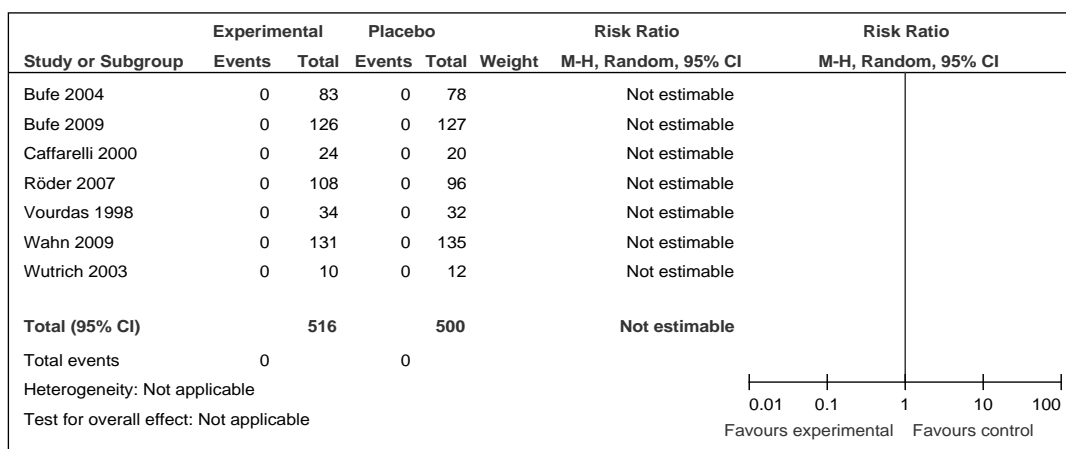 Experimental Placebo Risk Ratio Risk Ratio
Study or Subgroup Events Total Events Total Weight M-H, Random, 95% CI M-H, Random, 95% CI
Bufe 2004 0 83 0 78 Not estimable
Bufe 2009 0 126 0 127 Not estimable
Caffarelli 2000 0 24 0 20 Not estimable
Röder 2007 0 108 0 96 Not estimable
Vourdas 1998 0 34 0 32 Not estimable
Wahn 2009 0 131 0 135 Not estimable
Wutrich 2003 0 10 0 12 Not estimable
Total (95% CI) 516 500 Not estimable
Total events 0 0
Heterogeneity: Not applicable
Test for overall effect: Not applicable
0.01 0.1 1 10 100
Favours experimental Favours control